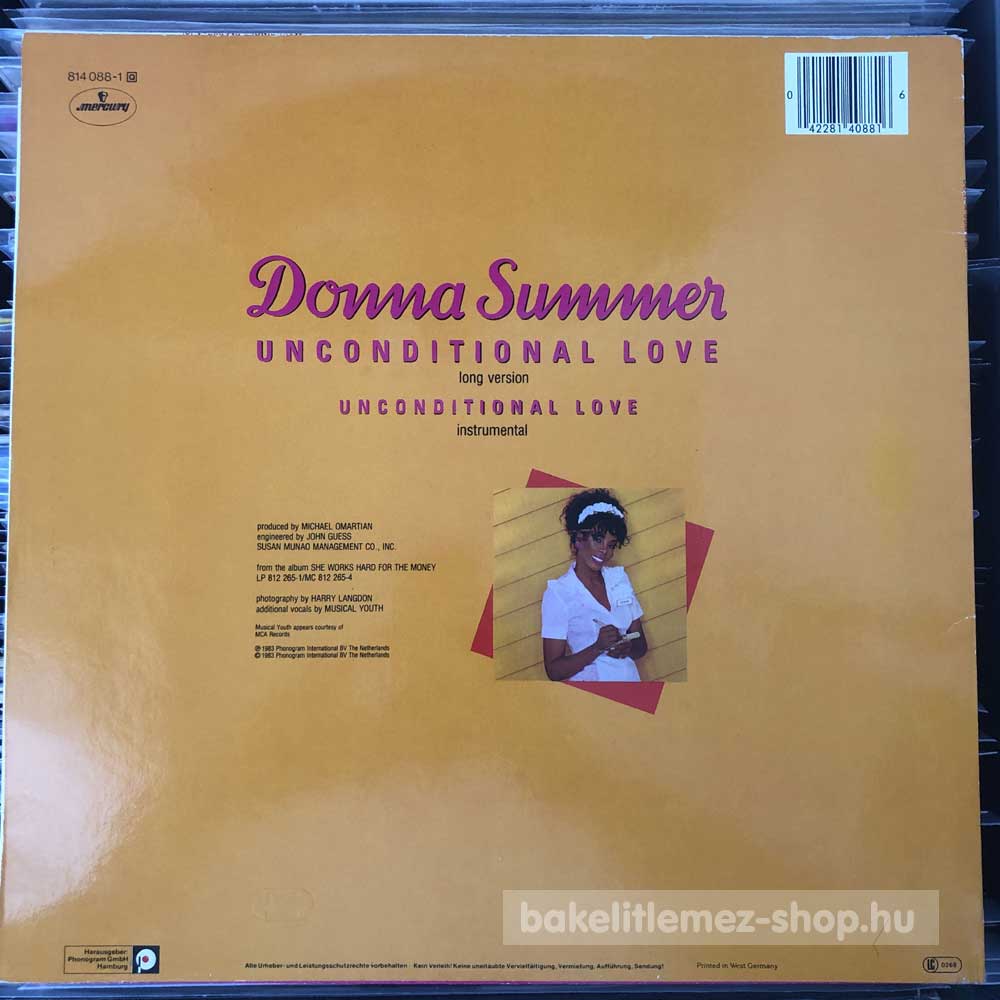 814 088-1 Q
mercury
0 42281 40881 6
Donna Summer
UNCONDITIONAL LOVE
long version
UNCONDITIONAL LOVE
instrumental
produced by MICHAEL OMARTIAN
engineered by JOHN GUESS
SUSAN MUNAO MANAGEMENT CO., INC.
from the album SHE WORKS HARD FOR THE MONEY
LP 812 265-1/MC 812 265-4
photography by HARRY LANGDON
additional vocals by MUSICAL YOUTH
Musical Youth appears courtesy of
MCA Records
℗ 1983 Phonogram International BV The Netherlands
© 1983 Phonogram International BV The Netherlands
bakelitlemez-shop.hu
Herausgeber:
Phonogram GmbH
Hamburg
Alle Urheber- und Leistungsschutzrechte vorbehalten · Kein Verleih! Keine unerlaubte Vervielfältigung, Vermietung, Aufführung, Sendung!
Printed in West Germany
LC 0268